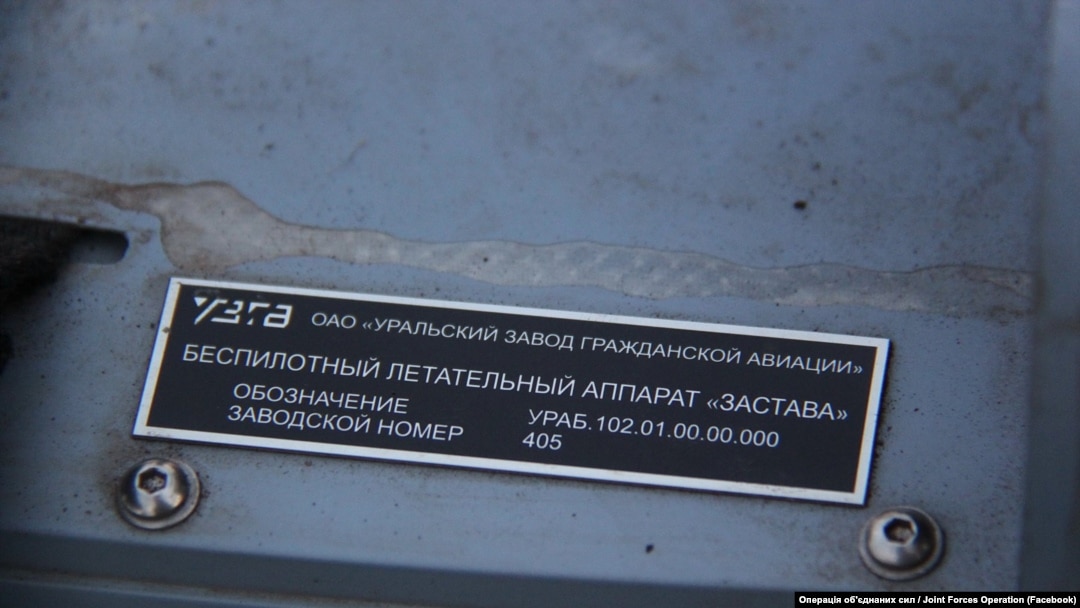 УЗГА ОАО «УРАЛЬСКИЙ ЗАВОД ГРАЖДАНСКОЙ АВИАЦИИ»
БЕСПИЛОТНЫЙ ЛЕТАТЕЛЬНЫЙ АППАРАТ «ЗАСТАВА»
ОБОЗНАЧЕНИЕ УРАБ.102.01.00.00.000
ЗАВОДСКОЙ НОМЕР 405
Операція об'єднаних сил / Joint Forces Operation (Facebook)